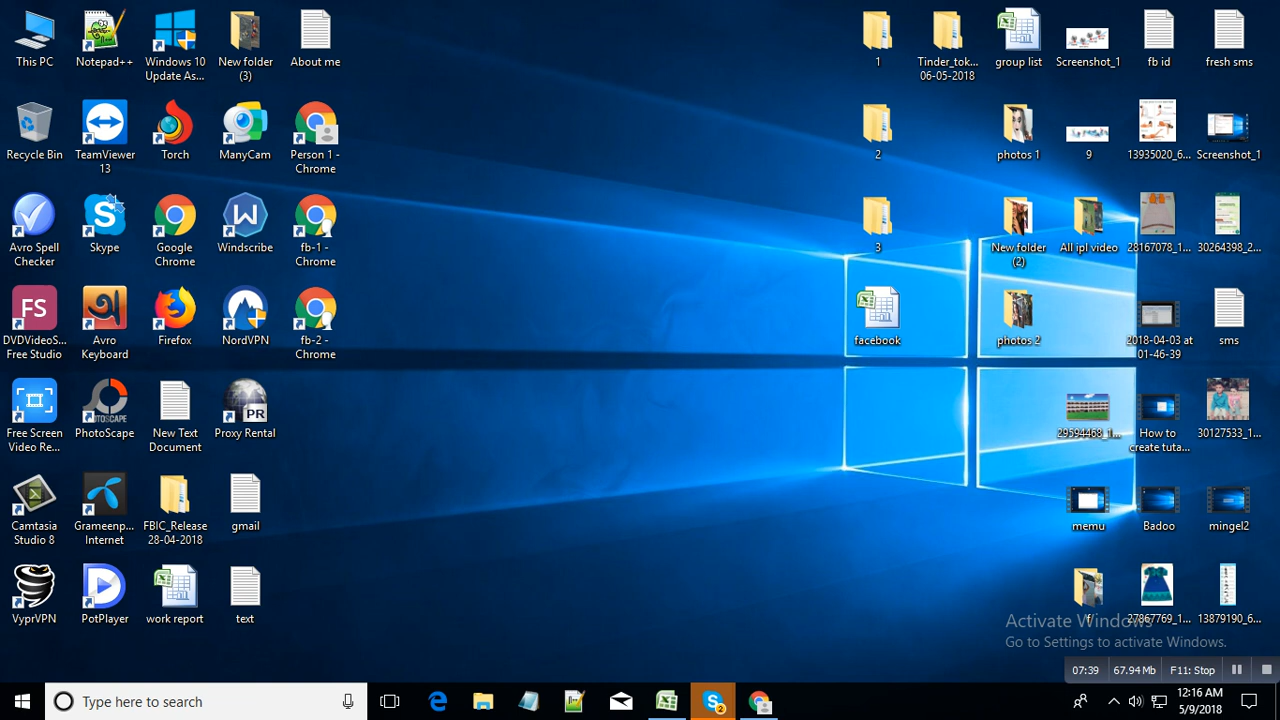 This PC
Notepad++
Windows 10
Update As...
New folder
(3)
About me
1
Tinder_tok...
06-05-2018
group list
Screenshot_1
fb id
fresh sms
Recycle Bin
TeamViewer
13
Torch
ManyCam
Person 1 -
Chrome
2
photos 1
9
13935020_6...
Screenshot_1
Avro Spell
Checker
Skype
Google
Chrome
W
Windscribe
fb-1 -
Chrome
3
New folder
(2)
All ipl video
28167078_1...
30264398_2...
FS
DVDVideoS...
Free Studio
Avro
Keyboard
Firefox
NordVPN
fb-2 -
Chrome
facebook
photos 2
2018-04-03 at
01-46-39
sms
Free Screen
Video Re...
PHOTOSCAPE
PhotoScape
New Text
Document
PR
Proxy Rental
29594468_1...
How to
create tuta...
30127533_1...
Camtasia
Studio 8
Grameenp...
Internet
FBIC_Release
28-04-2018
gmail
memu
Badoo
mingel2
VyprVPN
PotPlayer
work report
text
f
27867769_1...
13879190_6...
Activate Windows
Go to Settings to activate Windows.
07:39
67.94 Mb
F11: Stop
Type here to search
2
12:16 AM
5/9/2018